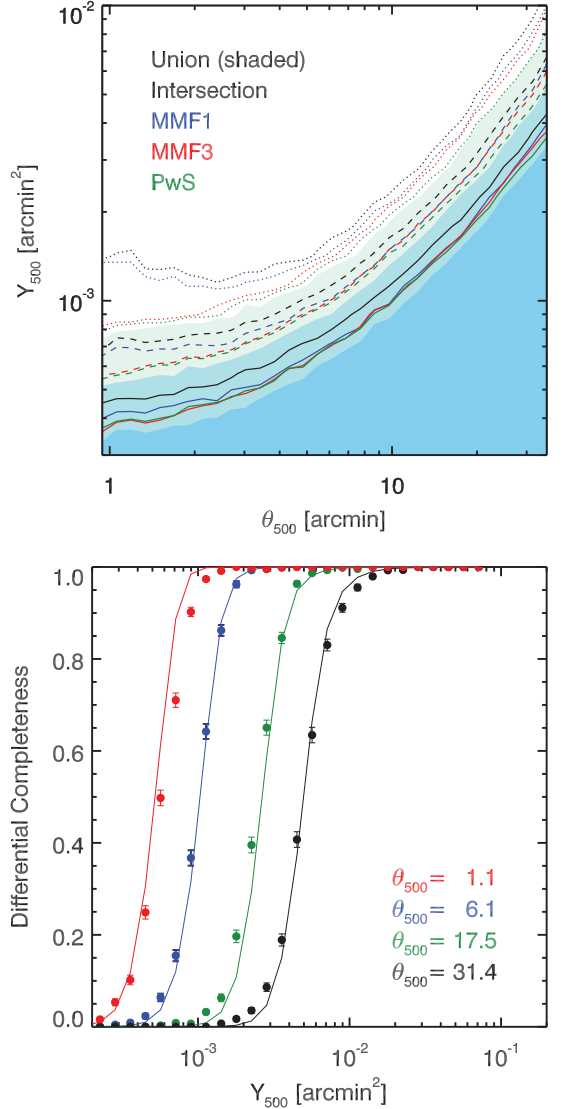 10⁻²
Union (shaded)
Intersection
MMF1
MMF3
PwS
Y₅₀₀ [arcmin²]
10⁻³
1
10
θ₅₀₀ [arcmin]
1.0
0.8
0.6
0.4
0.2
0.0
Differential Completeness
θ₅₀₀= 1.1
θ₅₀₀= 6.1
θ₅₀₀= 17.5
θ₅₀₀= 31.4
10⁻³
10⁻²
10⁻¹
Y₅₀₀ [arcmin²]